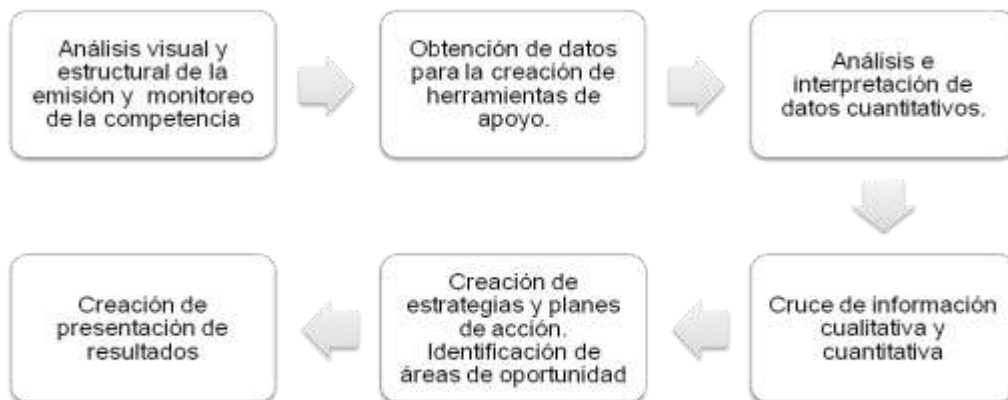 Análisis visual y
estructural de la
emisión y monitoreo
de la competencia
Obtención de datos
para la creación de
herramientas de
apoyo.
Análisis e
interpretación de
datos cuantitativos.
Cruce de información
cualitativa y
cuantitativa
Creación de
estrategias y planes
de acción.
Identificación de
áreas de oportunidad
Creación de
presentación de
resultados